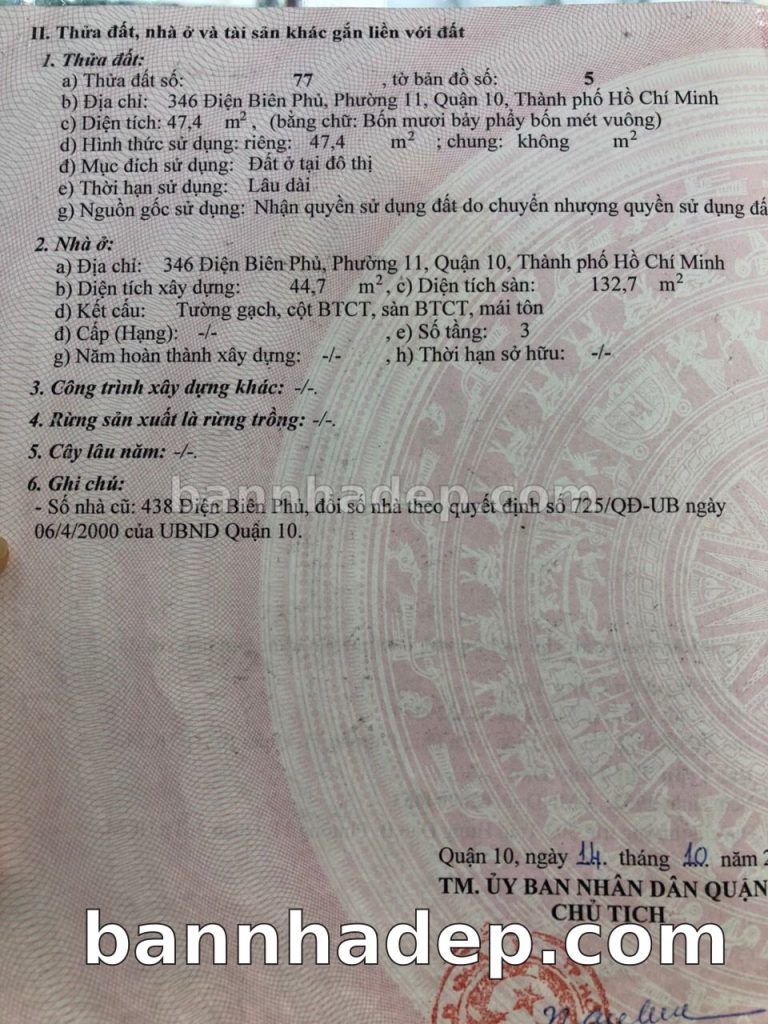 II. Thửa đất, nhà ở và tài sản khác gắn liền với đất
1. Thửa đất:
a) Thửa đất số: 77 , tờ bản đồ số: 5
b) Địa chỉ: 346 Điện Biên Phủ, Phường 11, Quận 10, Thành phố Hồ Chí Minh
c) Diện tích: 47,4 m², (bằng chữ: Bốn mươi bảy phẩy bốn mét vuông)
d) Hình thức sử dụng: riêng: 47,4 m² ; chung: không m²
đ) Mục đích sử dụng: Đất ở tại đô thị
e) Thời hạn sử dụng: Lâu dài
g) Nguồn gốc sử dụng: Nhận quyền sử dụng đất do chuyển nhượng quyền sử dụng đấ
2. Nhà ở:
a) Địa chỉ: 346 Điện Biên Phủ, Phường 11, Quận 10, Thành phố Hồ Chí Minh
b) Diện tích xây dựng: 44,7 m², c) Diện tích sàn: 132,7 m²
d) Kết cấu: Tường gạch, cột BTCT, sàn BTCT, mái tôn
đ) Cấp (Hạng): -/- , e) Số tầng: 3
g) Năm hoàn thành xây dựng: -/- , h) Thời hạn sở hữu: -/-
3. Công trình xây dựng khác: -/-.
4. Rừng sản xuất là rừng trồng: -/-.
5. Cây lâu năm: -/-.
6. Ghi chú:
bannhadep.com
- Số nhà cũ: 438 Điện Biên Phủ, đổi số nhà theo quyết định số 725/QĐ-UB ngày
06/4/2000 của UBND Quận 10.
Quận 10, ngày 14. tháng 10. năm 2
TM. ỦY BAN NHÂN DÂN QUẬN
CHỦ TỊCH
bannhadep.com